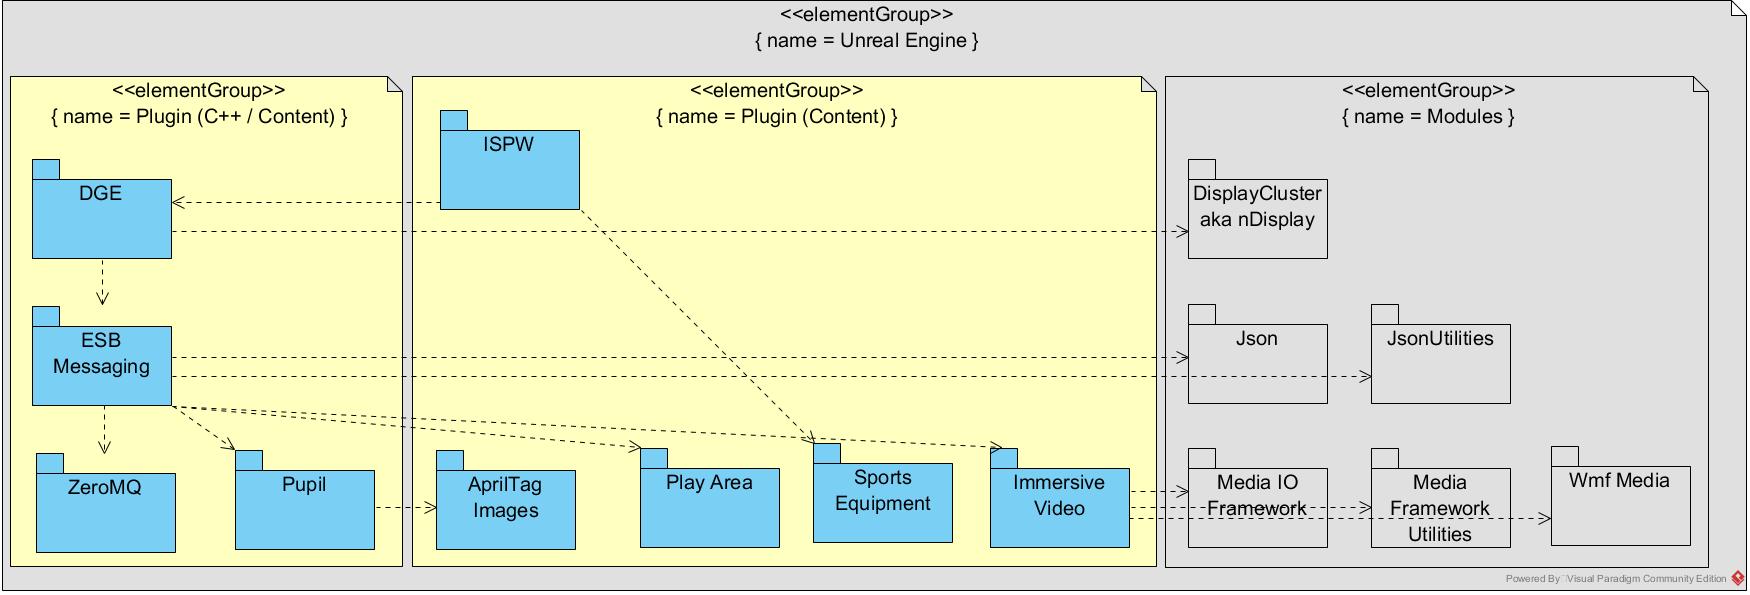 <<elementGroup>>
{ name = Unreal Engine }
<<elementGroup>>
{ name = Plugin (C++ / Content) }
DGE
ESB
Messaging
ZeroMQ
Pupil
<<elementGroup>>
{ name = Plugin (Content) }
ISPW
AprilTag
Images
Play Area
Sports
Equipment
Immersive
Video
<<elementGroup>>
{ name = Modules }
DisplayCluster
aka nDisplay
Json
JsonUtilities
Media IO
Framework
Media
Framework
Utilities
Wmf Media
Powered By Visual Paradigm Community Edition